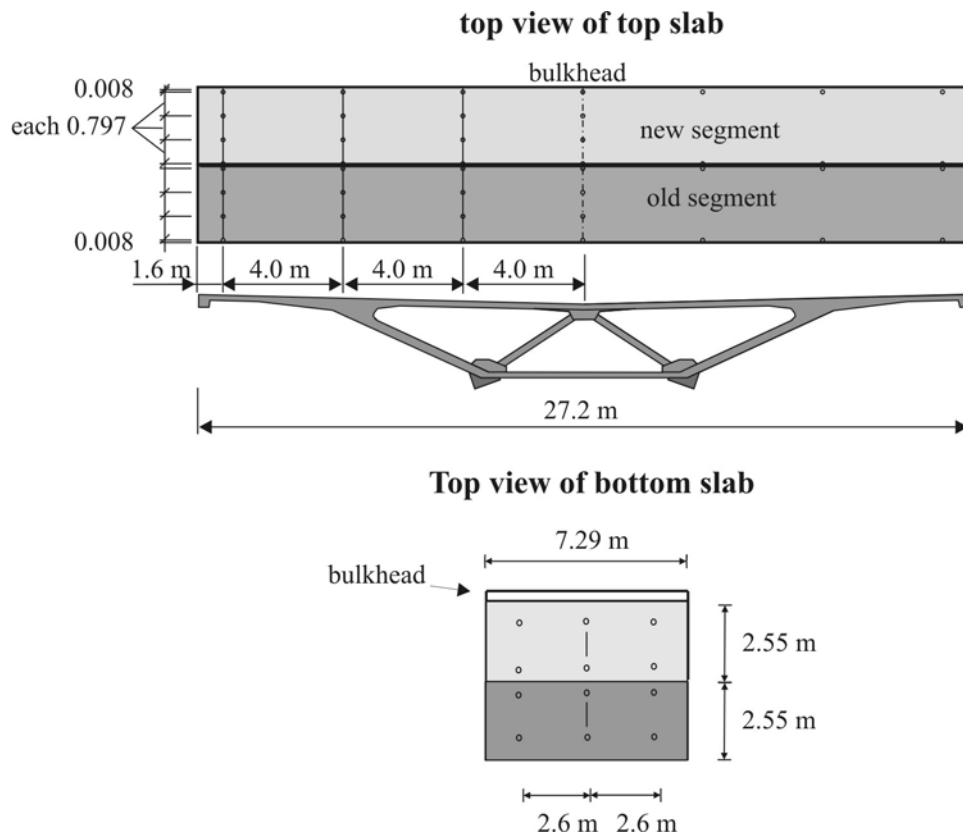 top view of top slab
bulkhead
0.008
each 0.797
new segment
old segment
0.008
1.6 m
4.0 m
4.0 m
4.0 m
27.2 m
Top view of bottom slab
7.29 m
bulkhead
2.55 m
2.55 m
2.6 m
2.6 m